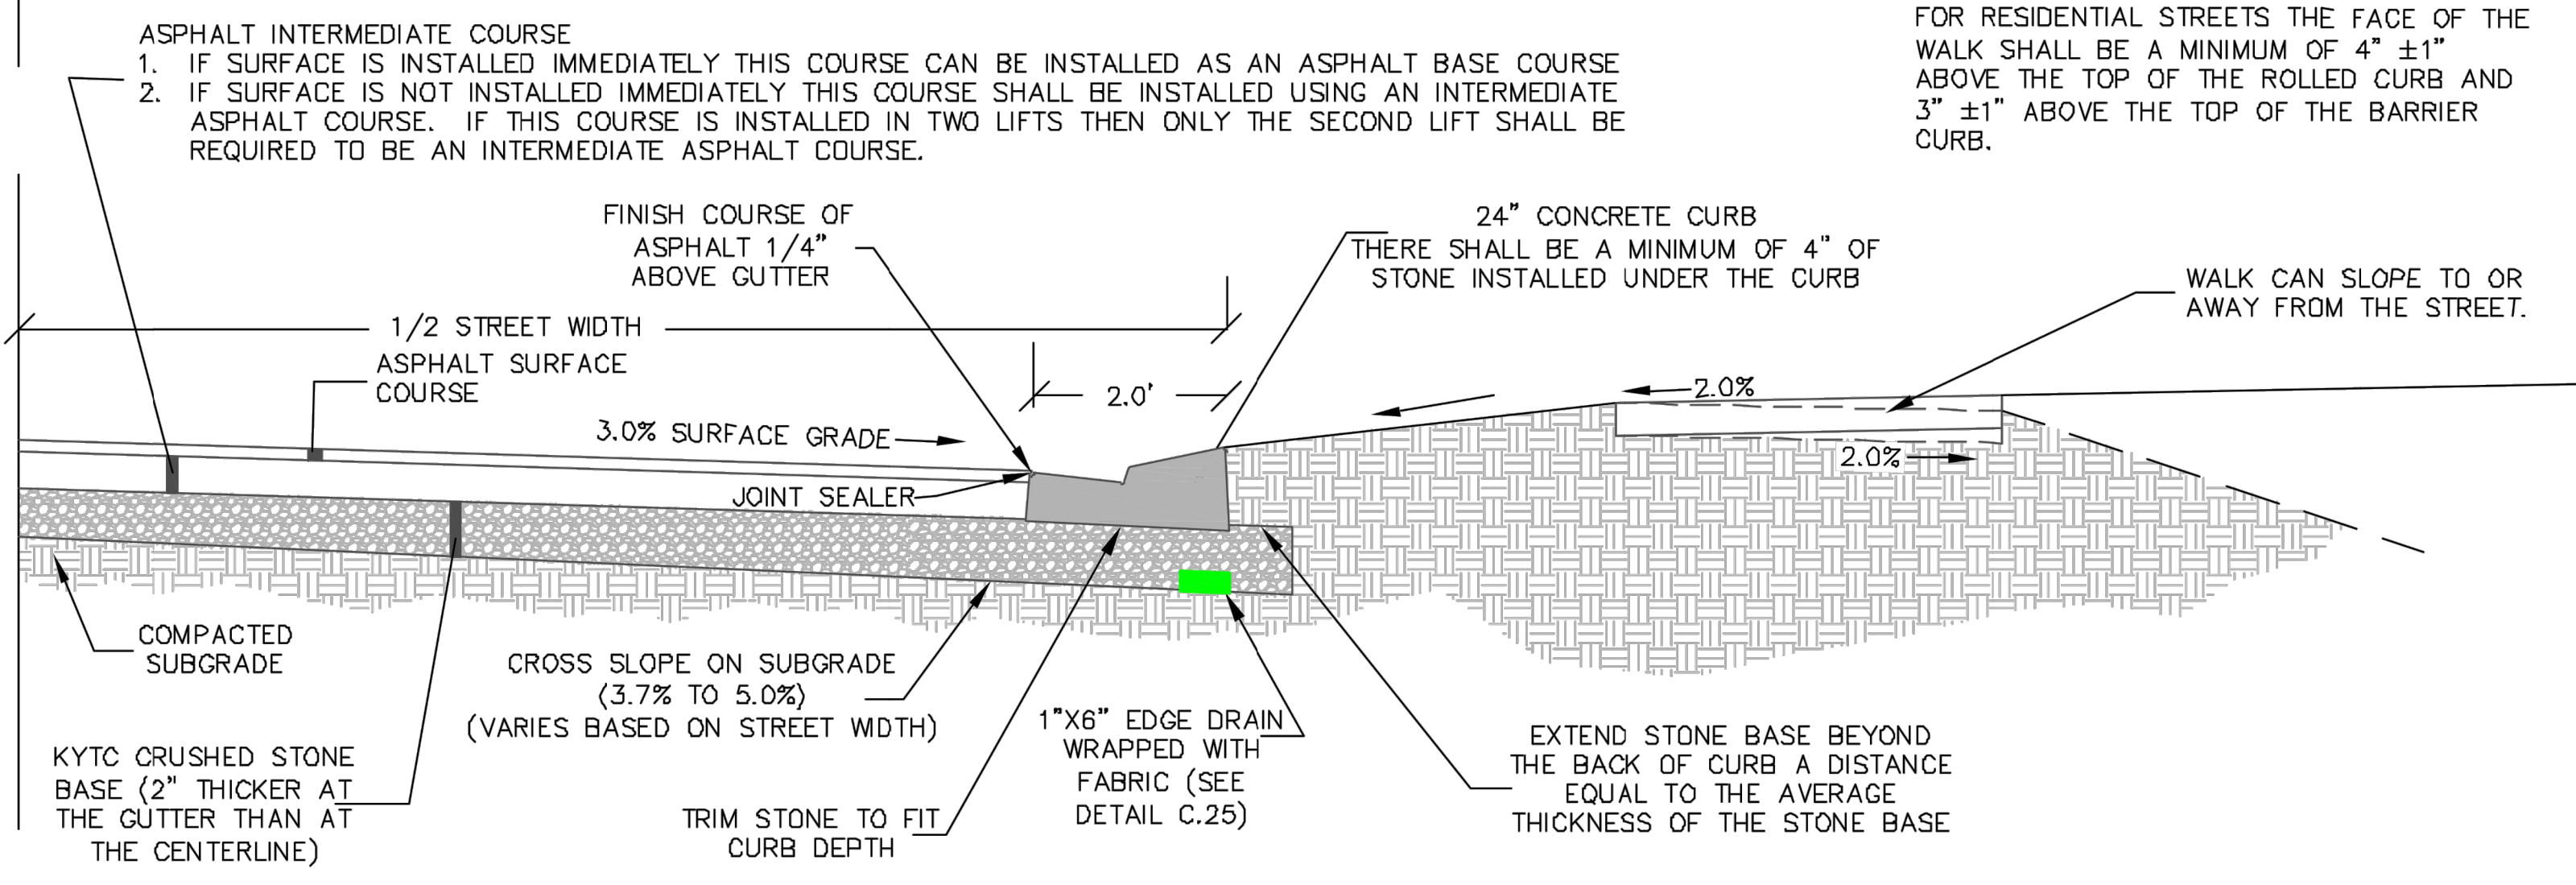 ASPHALT INTERMEDIATE COURSE
1. IF SURFACE IS INSTALLED IMMEDIATELY THIS COURSE CAN BE INSTALLED AS AN ASPHALT BASE COURSE
2. IF SURFACE IS NOT INSTALLED IMMEDIATELY THIS COURSE SHALL BE INSTALLED USING AN INTERMEDIATE
ASPHALT COURSE. IF THIS COURSE IS INSTALLED IN TWO LIFTS THEN ONLY THE SECOND LIFT SHALL BE
REQUIRED TO BE AN INTERMEDIATE ASPHALT COURSE.
FOR RESIDENTIAL STREETS THE FACE OF THE
WALK SHALL BE A MINIMUM OF 4" ±1"
ABOVE THE TOP OF THE ROLLED CURB AND
3" ±1" ABOVE THE TOP OF THE BARRIER
CURB.
FINISH COURSE OF
ASPHALT 1/4"
ABOVE GUTTER
24" CONCRETE CURB
THERE SHALL BE A MINIMUM OF 4" OF
STONE INSTALLED UNDER THE CURB
WALK CAN SLOPE TO OR
AWAY FROM THE STREET.
1/2 STREET WIDTH
ASPHALT SURFACE
COURSE
2.0'
2.0%
3.0% SURFACE GRADE
2.0%
JOINT SEALER
COMPACTED
SUBGRADE
CROSS SLOPE ON SUBGRADE
(3.7% TO 5.0%)
(VARIES BASED ON STREET WIDTH)
1"X6" EDGE DRAIN
WRAPPED WITH
FABRIC (SEE
DETAIL C.25)
EXTEND STONE BASE BEYOND
THE BACK OF CURB A DISTANCE
EQUAL TO THE AVERAGE
THICKNESS OF THE STONE BASE
KYTC CRUSHED STONE
BASE (2" THICKER AT
THE GUTTER THAN AT
THE CENTERLINE)
TRIM STONE TO FIT
CURB DEPTH